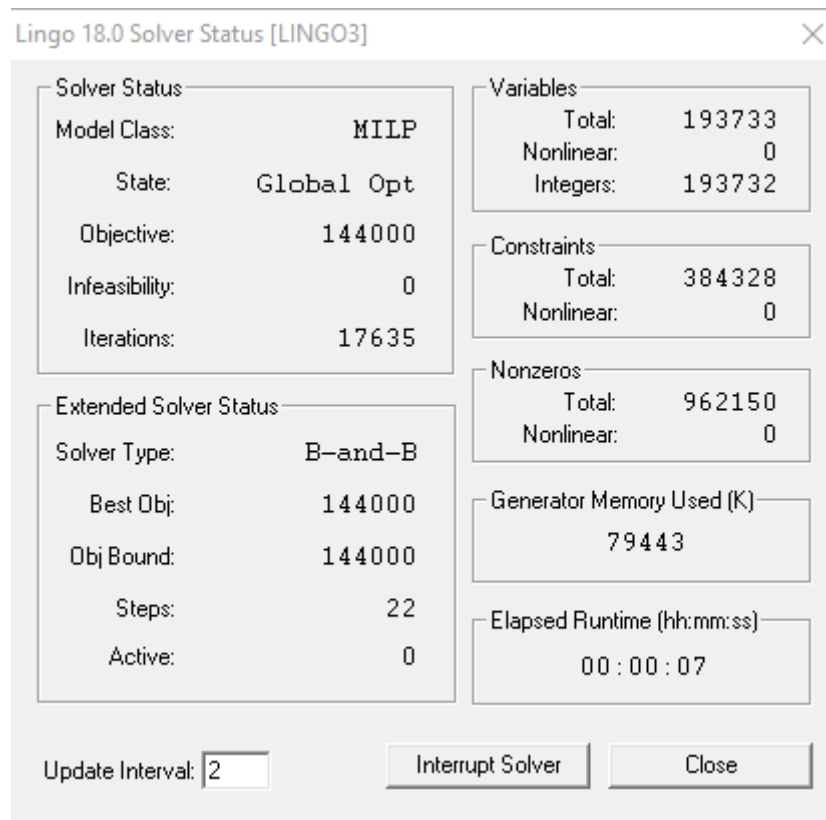 Lingo 18.0 Solver Status [LINGO3]
Solver Status
Model Class: MILP
State: Global Opt
Objective: 144000
Infeasibility: 0
Iterations: 17635
Extended Solver Status
Solver Type: B-and-B
Best Obj: 144000
Obj Bound: 144000
Steps: 22
Active: 0
Variables
Total: 193733
Nonlinear: 0
Integers: 193732
Constraints
Total: 384328
Nonlinear: 0
Nonzeros
Total: 962150
Nonlinear: 0
Generator Memory Used (K)
79443
Elapsed Runtime (hh:mm:ss)
00:00:07
Update Interval: 2
Interrupt Solver
Close